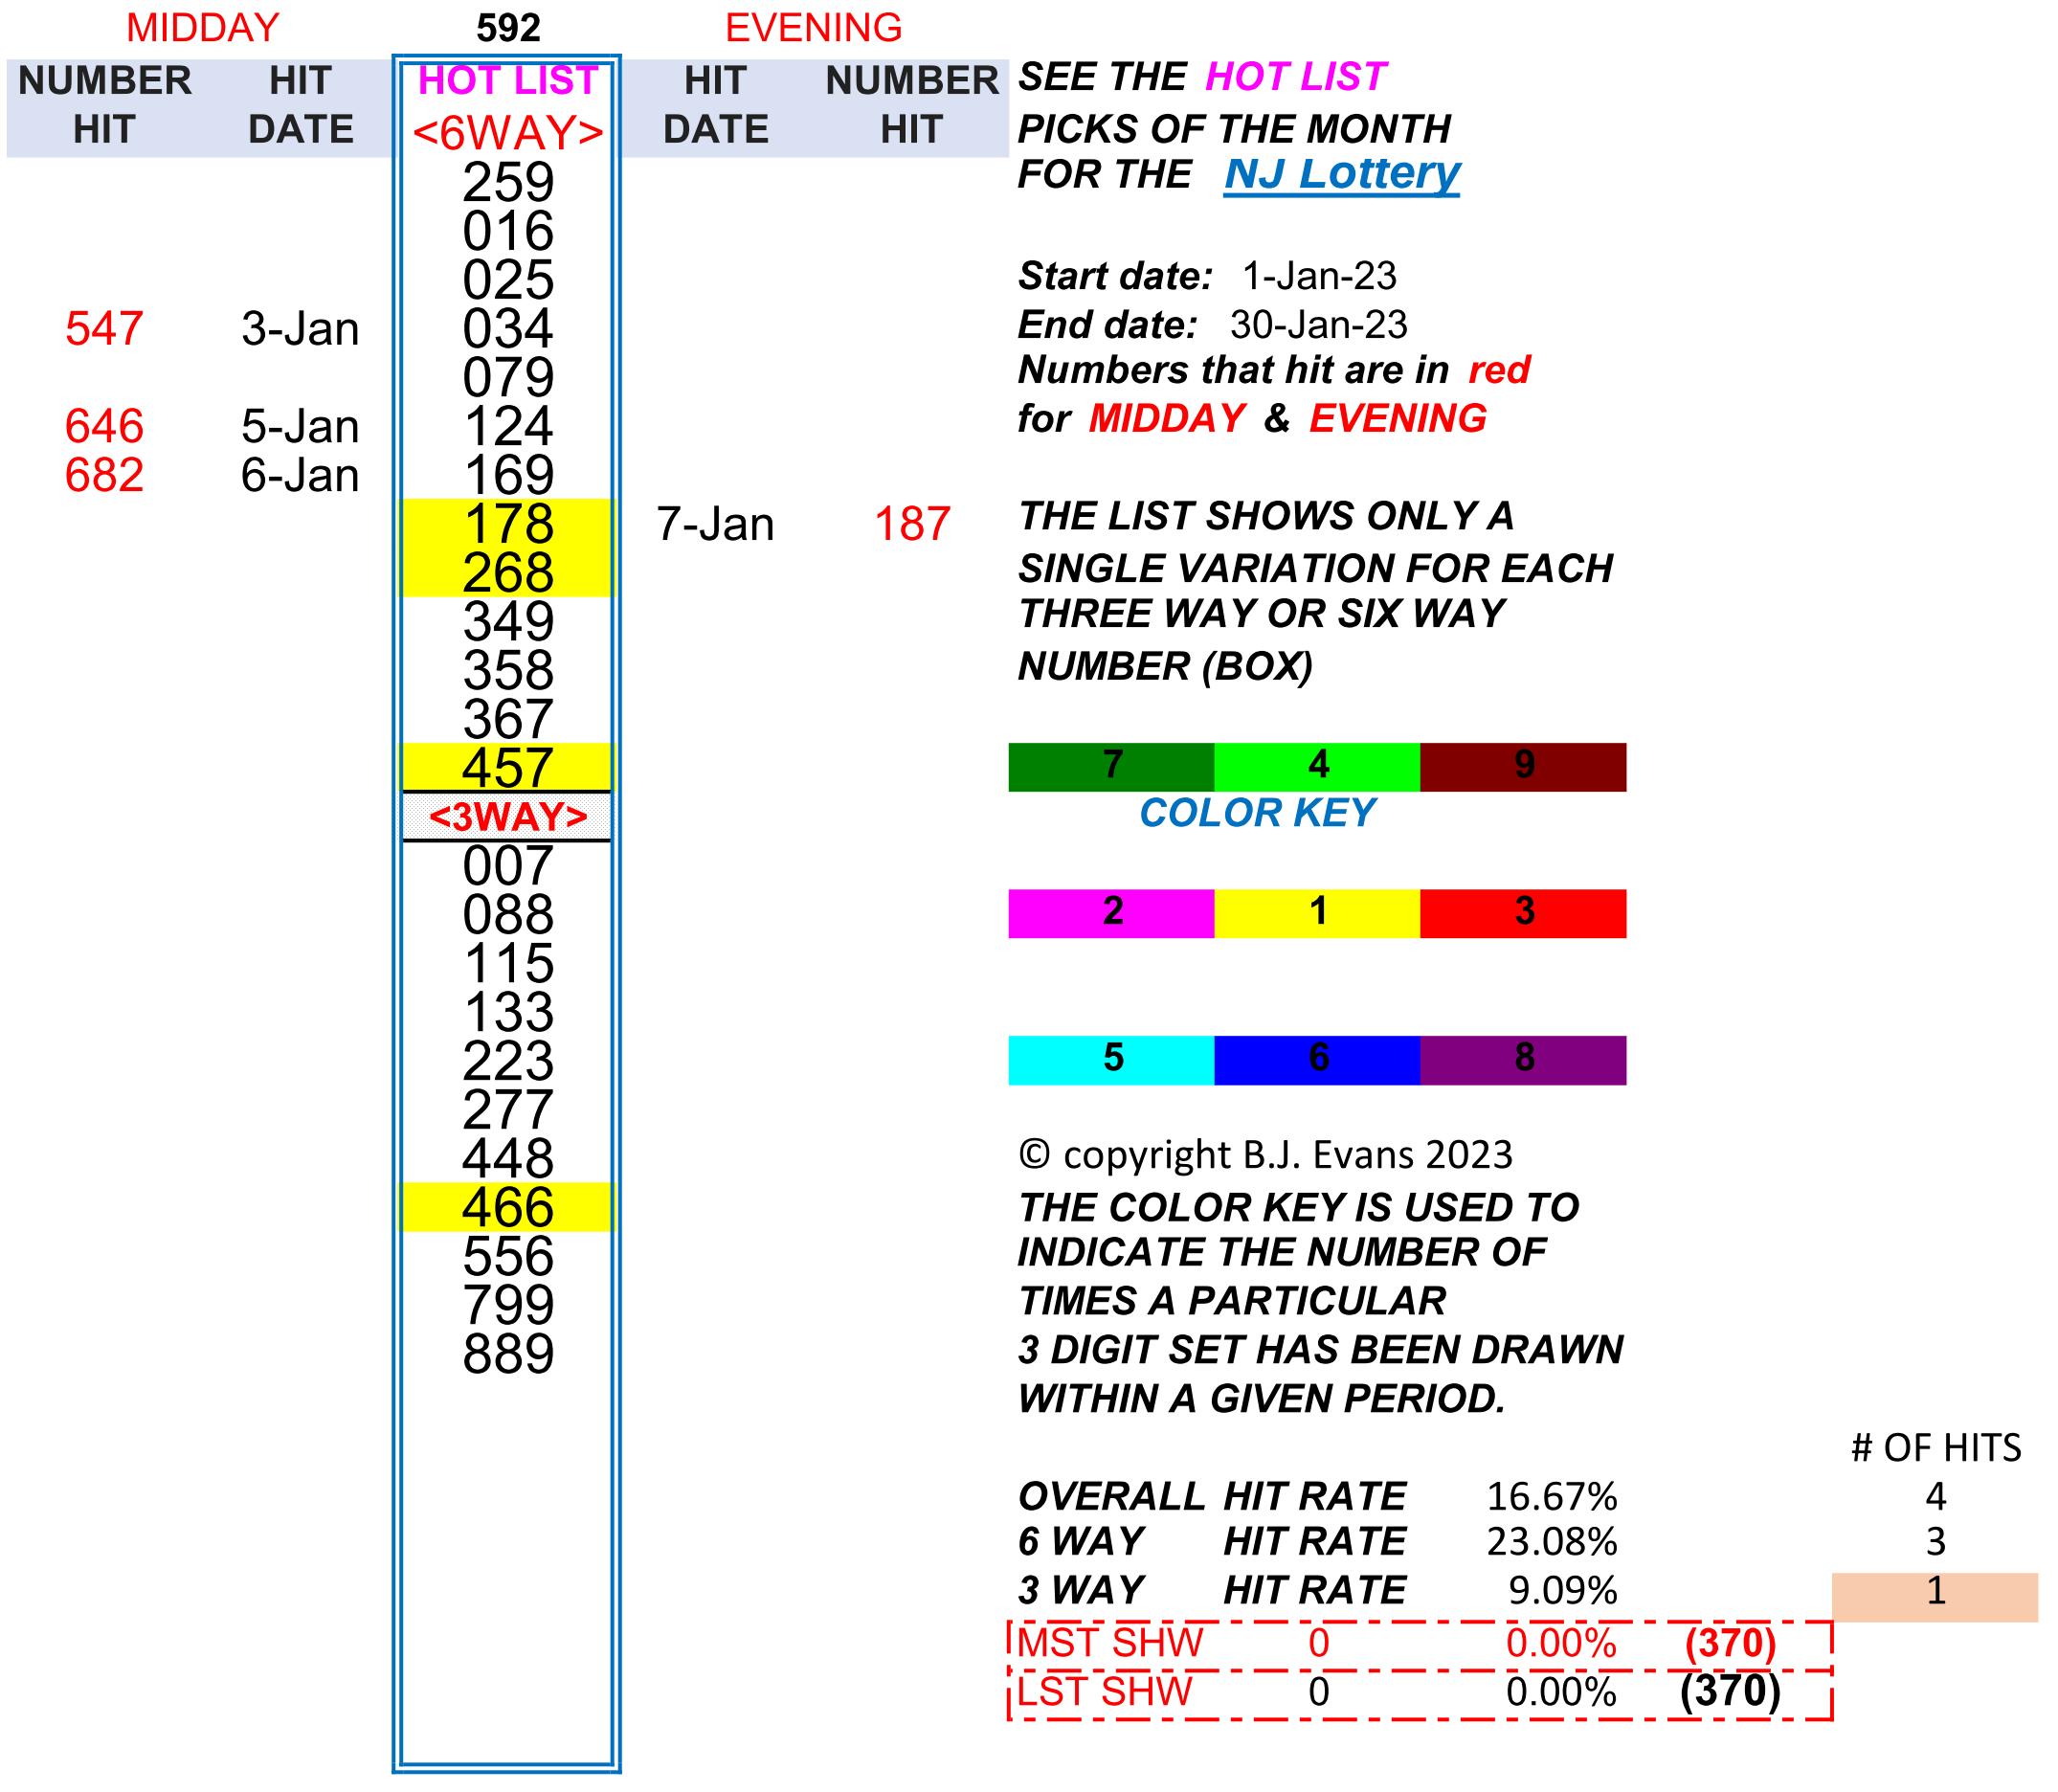 MIDDAY 592 EVENING
NUMBER HIT HOT LIST HIT NUMBER SEE THE HOT LIST
HIT DATE <6WAY> DATE HIT PICKS OF THE MONTH
259 FOR THE NJ Lottery
016
025 Start date: 1-Jan-23
547 3-Jan 034 End date: 30-Jan-23
079 Numbers that hit are in red
646 5-Jan 124 for MIDDAY & EVENING
682 6-Jan 169
178 7-Jan 187 THE LIST SHOWS ONLY A
268 SINGLE VARIATION FOR EACH
349 THREE WAY OR SIX WAY
358 NUMBER (BOX)
367
457 7 4 9
<3WAY> COLOR KEY
007
088 2 1 3
115
133
223 5 6 8
277
448 © copyright B.J. Evans 2023
466 THE COLOR KEY IS USED TO
556 INDICATE THE NUMBER OF
799 TIMES A PARTICULAR
889 3 DIGIT SET HAS BEEN DRAWN
WITHIN A GIVEN PERIOD.
# OF HITS
OVERALL HIT RATE 16.67% 4
6 WAY HIT RATE 23.08% 3
3 WAY HIT RATE 9.09% 1
MST SHW 0 0.00% (370)
LST SHW 0 0.00% (370)